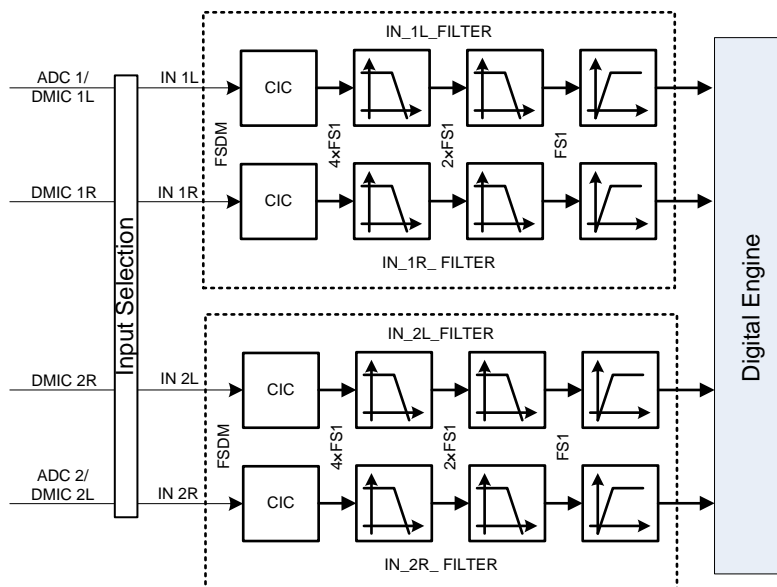 IN_1L_FILTER
ADC 1/
DMIC 1L
IN 1L
CIC
FSDM
4xFS1
2xFS1
FS1
DMIC 1R
IN 1R
CIC
IN_1R_ FILTER
Input Selection
Digital Engine
IN_2L_FILTER
DMIC 2R
IN 2L
CIC
FSDM
4xFS1
2xFS1
FS1
ADC 2/
DMIC 2L
IN 2R
CIC
IN_2R_ FILTER